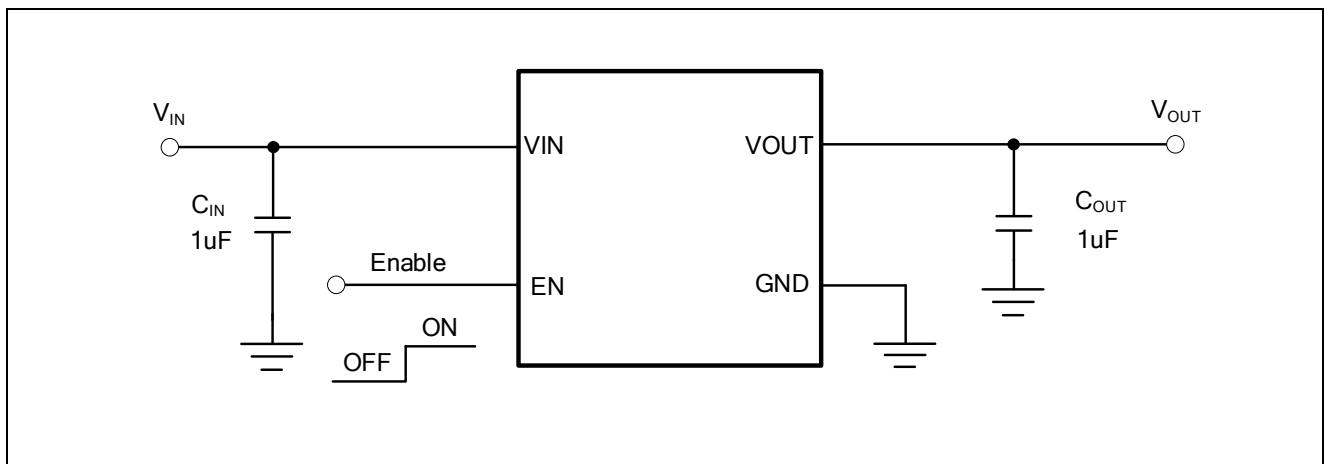 VIN
VOUT
VIN
VOUT
CIN
1uF
COUT
1uF
Enable
EN
GND
ON
OFF